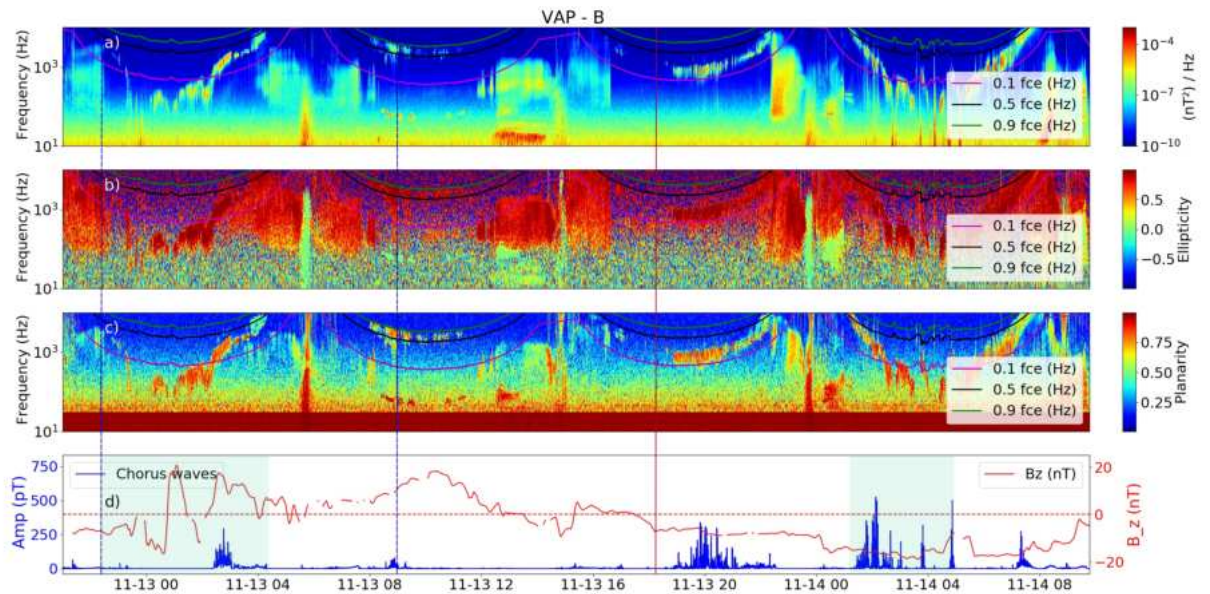 VAP - B
Frequency (Hz)
10³
10¹
a)
0.1 fce (Hz)
0.5 fce (Hz)
0.9 fce (Hz)
10⁻⁴
10⁻⁷
10⁻¹⁰
(nT²) / Hz
Frequency (Hz)
10³
10¹
b)
0.1 fce (Hz)
0.5 fce (Hz)
0.9 fce (Hz)
0.5
0.0
−0.5
Ellipticity
Frequency (Hz)
10³
10¹
c)
0.1 fce (Hz)
0.5 fce (Hz)
0.9 fce (Hz)
0.75
0.50
0.25
Planarity
Amp (pT)
750
500
250
0
Chorus waves
d)
Bz (nT)
20
0
−20
B_z (nT)
11-13 00
11-13 04
113-13 08
11-13 12
11-13 16
11-13 20
11-14 00
11-14 04
11-14 08